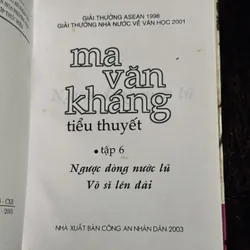 GIẢI THƯỞNG ASEAN 1998
GIẢI THƯỞNG NHÀ NƯỚC VỀ VĂN HỌC 2001
ma
văn
kháng
tiểu thuyết
• tập 6
Ngược dòng nước lũ
Võ sĩ lên đài
NHÀ XUẤT BẢN CÔNG AN NHÂN DÂN 2003